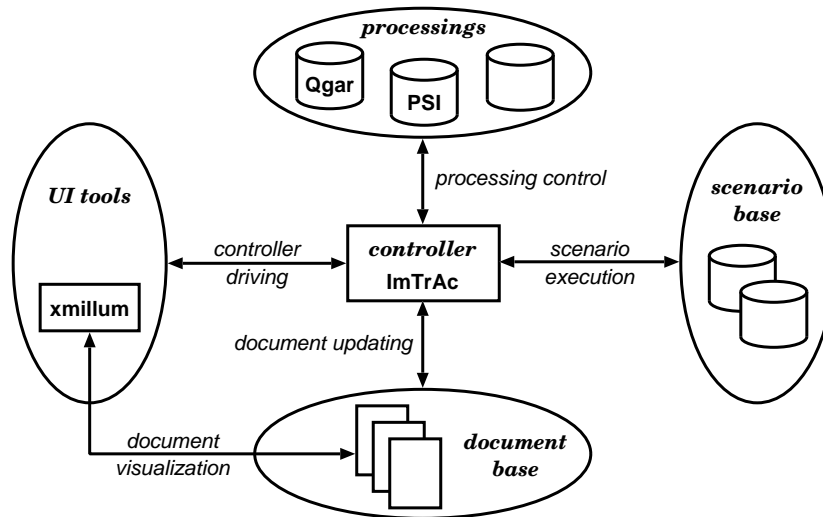 processings
Qgar
PSI
processing control
UI tools
scenario
base
controller
driving
controller
ImTrAc
scenario
execution
xmillum
document updating
document
visualization
document
base